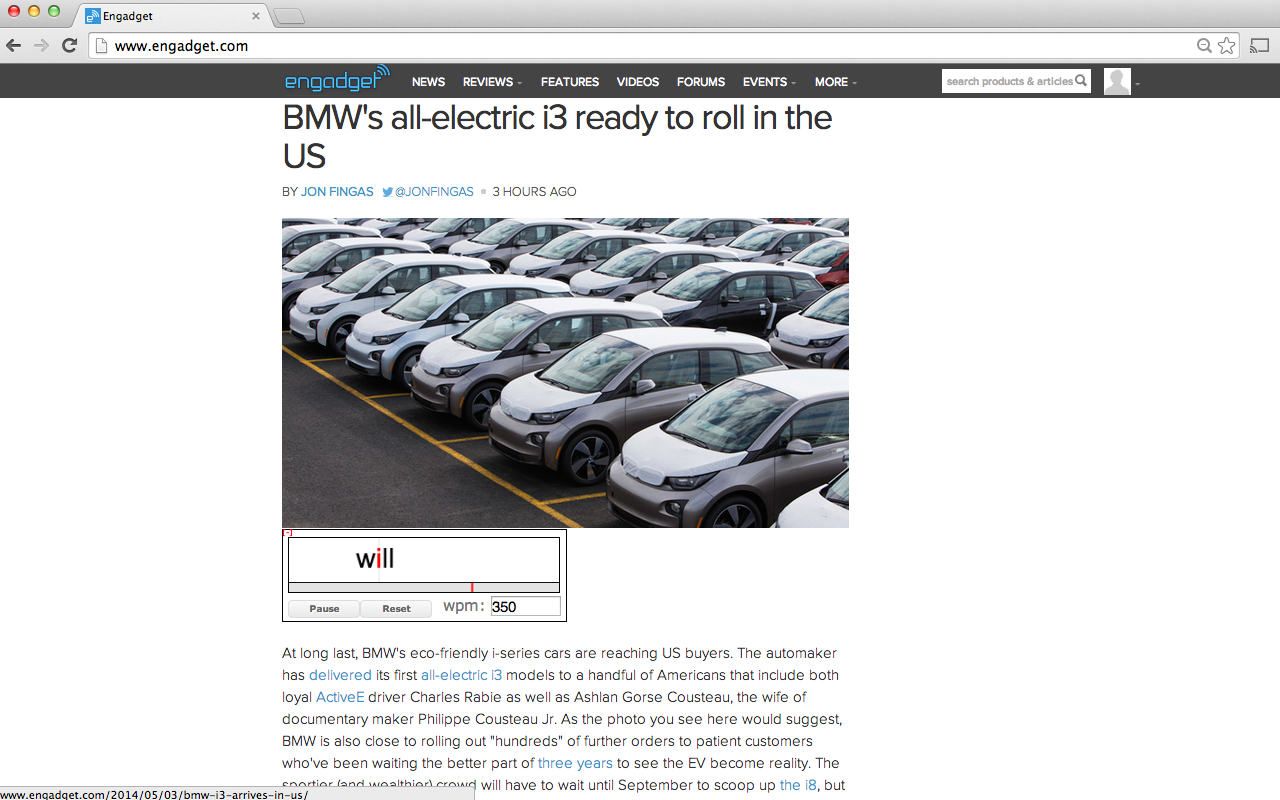 Engadget
www.engadget.com
engadget NEWS REVIEWS FEATURES VIDEOS FORUMS EVENTS MORE search products & articles
BMW's all-electric i3 ready to roll in the
US
BY JON FINGAS @JONFINGAS 3 HOURS AGO
will
Pause Reset wpm: 350
At long last, BMW's eco-friendly i-series cars are reaching US buyers. The automaker
has delivered its first all-electric i3 models to a handful of Americans that include both
loyal ActiveE driver Charles Rabie as well as Ashlan Gorse Cousteau, the wife of
documentary maker Philippe Cousteau Jr. As the photo you see here would suggest,
BMW is also close to rolling out "hundreds" of further orders to patient customers
who've been waiting the better part of three years to see the EV become reality. The
sportier (and wealthier) crowd will have to wait until September to scoop up the i8, but
www.engadget.com/2014/05/03/bmw-i3-arrives-in-us/